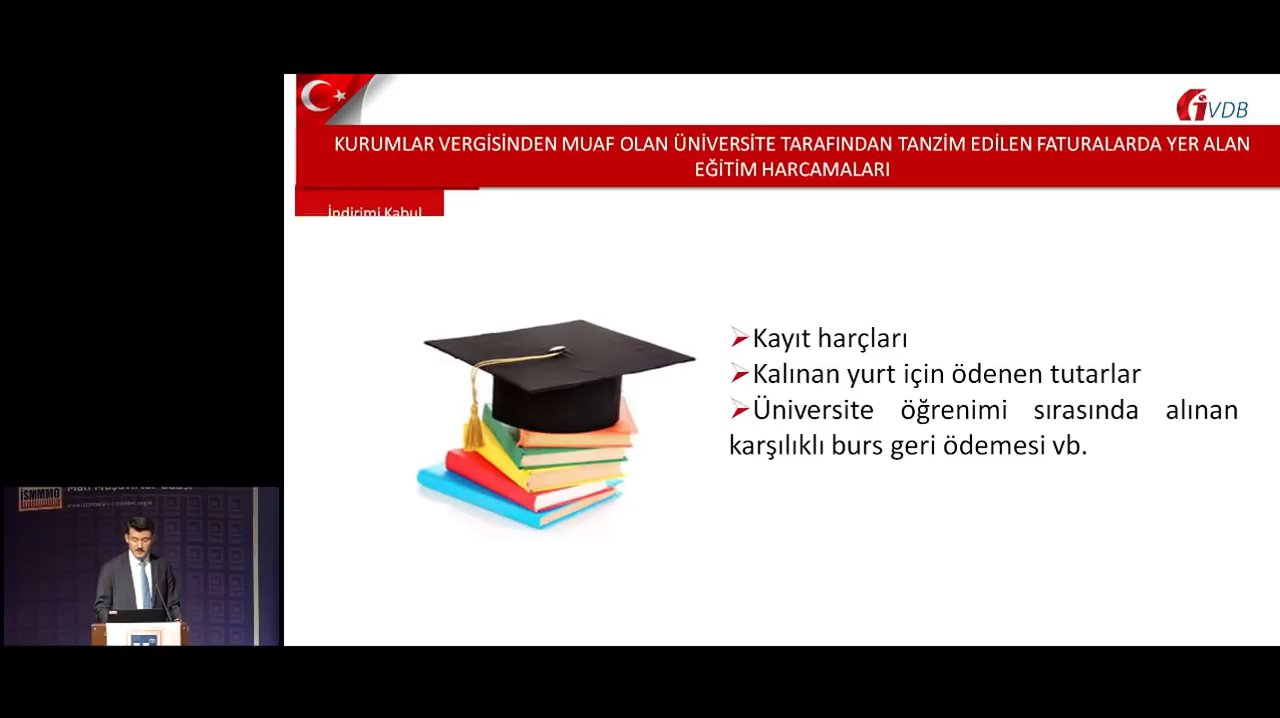 İVDB
KURUMLAR VERGİSİNDEN MUAF OLAN ÜNİVERSİTE TARAFINDAN TANZİM EDİLEN FATURALARDA YER ALAN
EĞİTİM HARCAMALARI
İndirimi Kabul
Kayıt harçları
Kalınan yurt için ödenen tutarlar
Üniversite öğrenimi sırasında alınan
karşılıklı burs geri ödemesi vb.
İSMMMO
Mali Müşavirler Odası